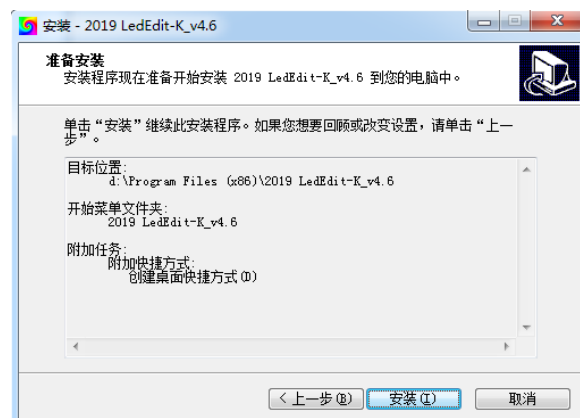 安装 - 2019 LedEdit-K_v4.6
准备安装
安装程序现在准备开始安装 2019 LedEdit-K_v4.6 到您的电脑中。
单击“安装”继续此安装程序。如果您想要回顾或改变设置，请单击“上一
步”。
目标位置:
d:\Program Files (x86)\2019 LedEdit-K_v4.6
开始菜单文件夹:
2019 LedEdit-K_v4.6
附加任务:
附加快捷方式:
创建桌面快捷方式(D)
< 上一步(B)
安装(I)
取消